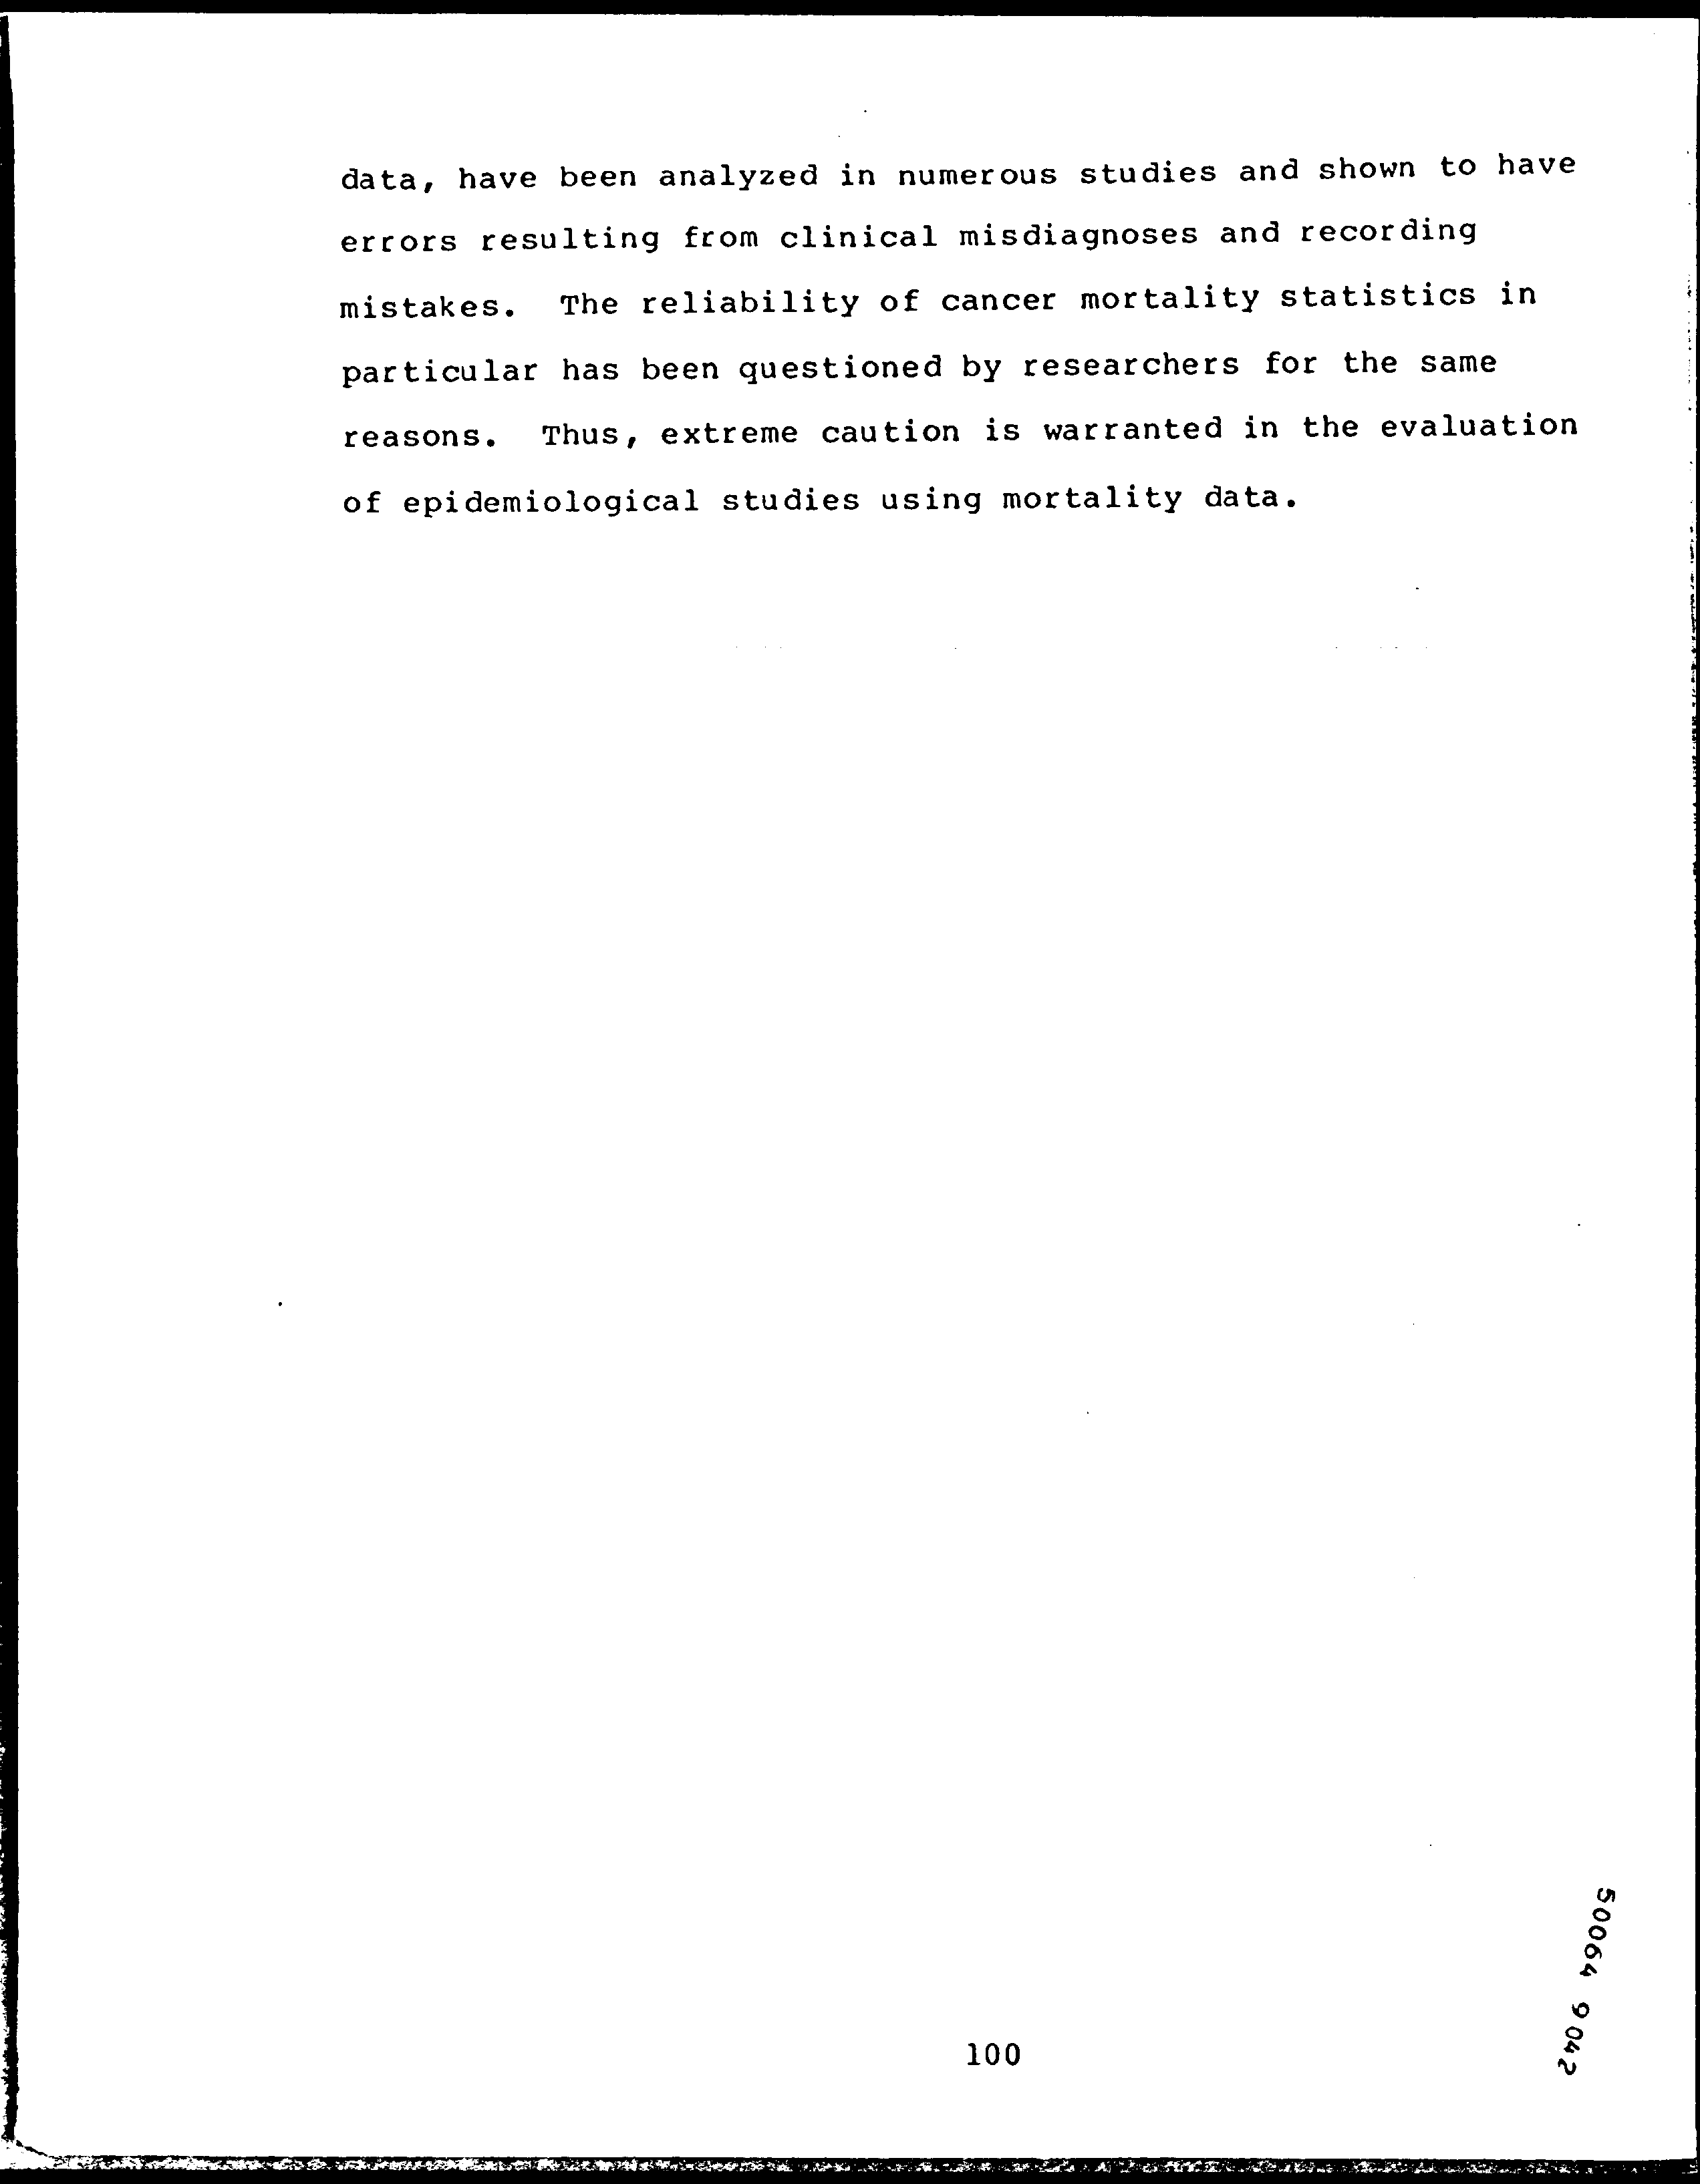 data, have been analyzed in numerous studies and shown to have
errors resulting from clinical misdiagnoses and recording
mistakes.  The reliability of cancer mortality statistics in
particular has been questioned by researchers for the same
reasons.  Thus, extreme caution is warranted in the evaluation
of epidemiological studies using mortality data.
100
50064 9042